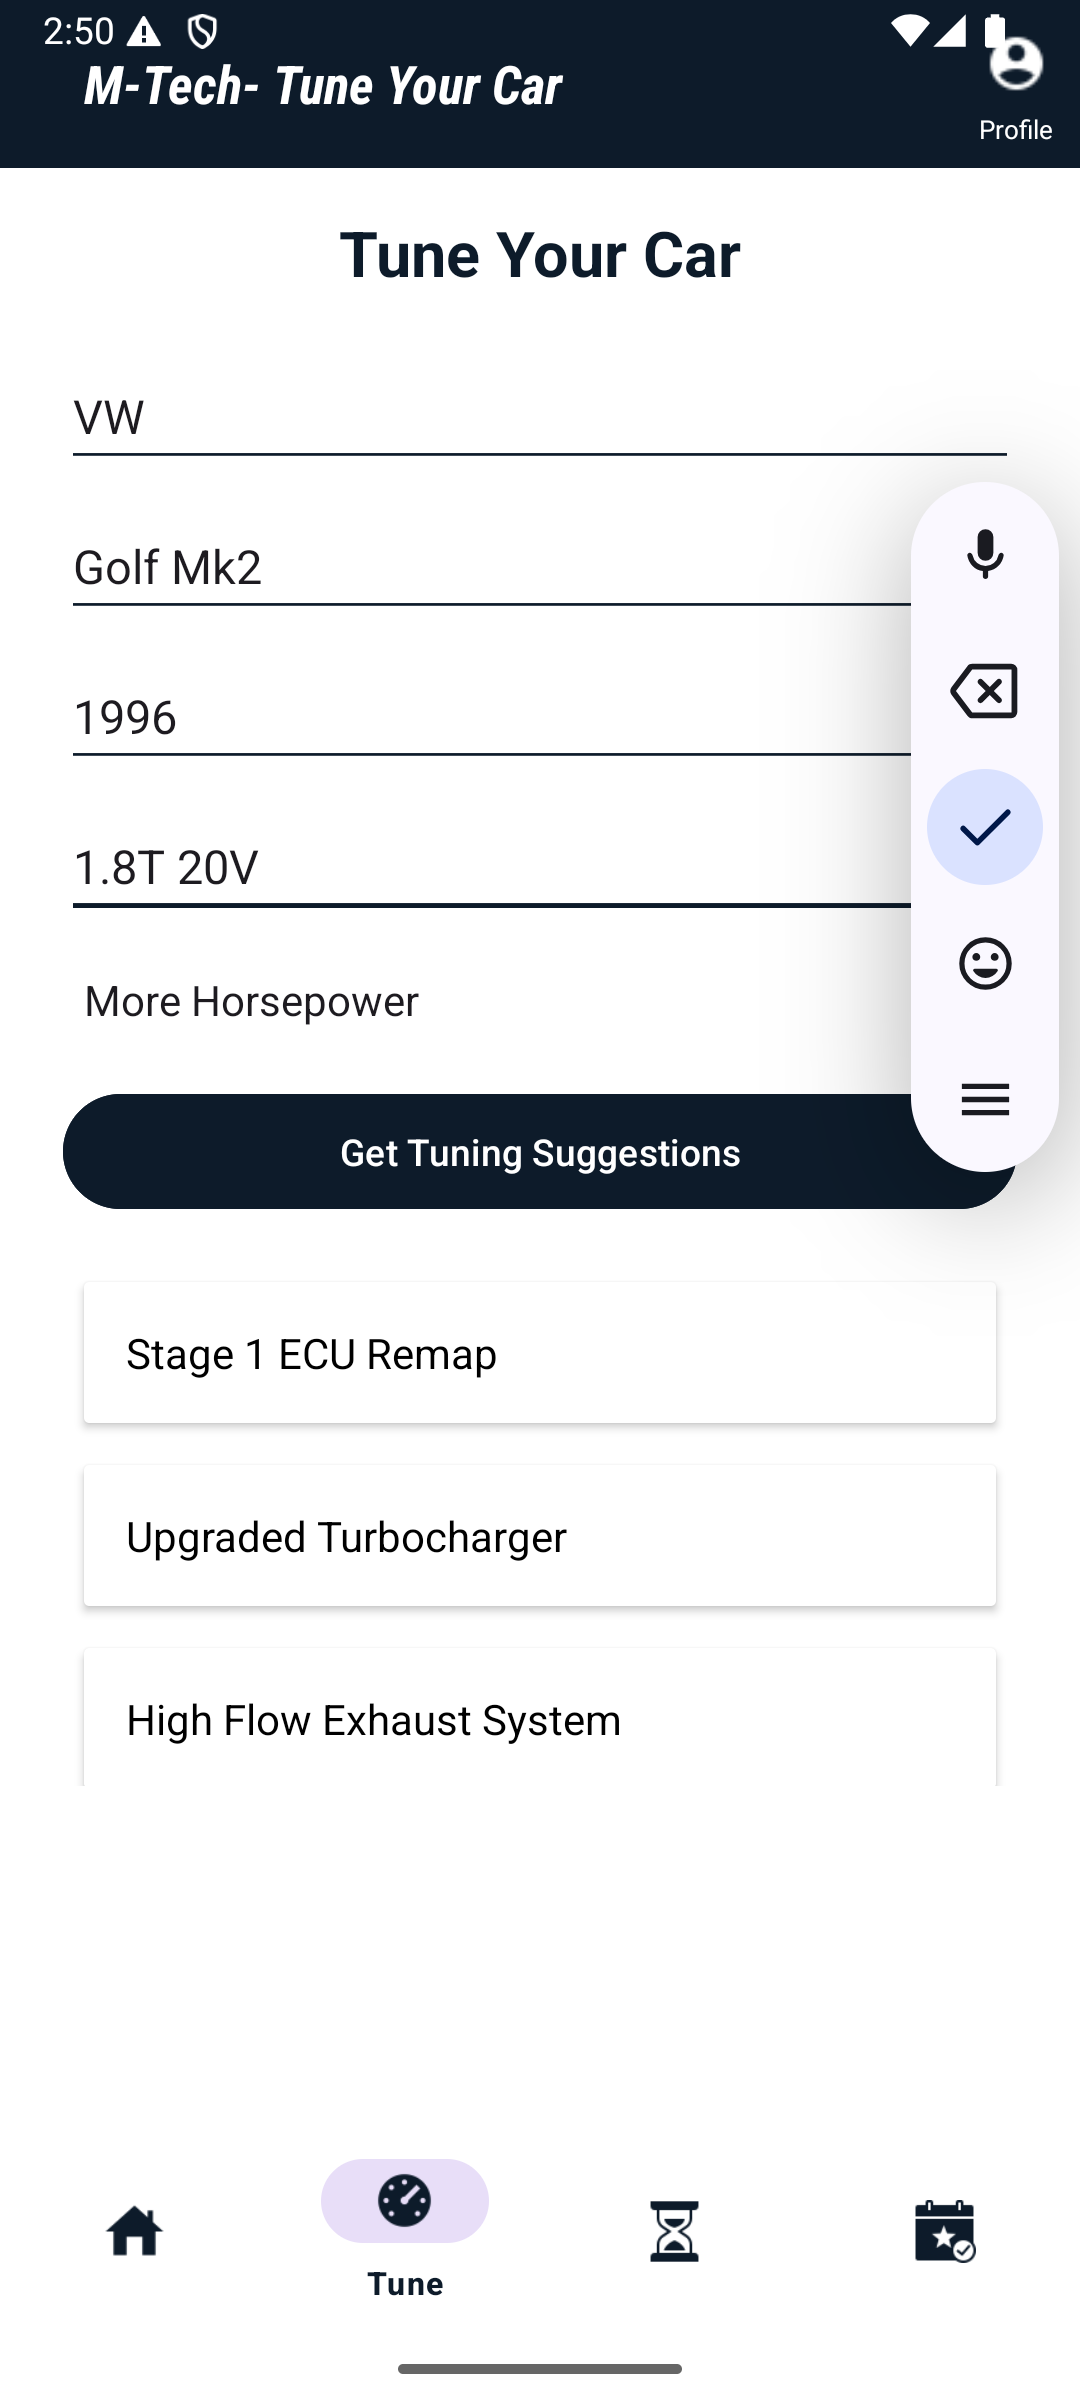 2:50
M-Tech- Tune Your Car
Profile
Tune Your Car
VW
Golf Mk2
1996
1.8T 20V
More Horsepower
Get Tuning Suggestions
Stage 1 ECU Remap
Upgraded Turbocharger
High Flow Exhaust System
Tune